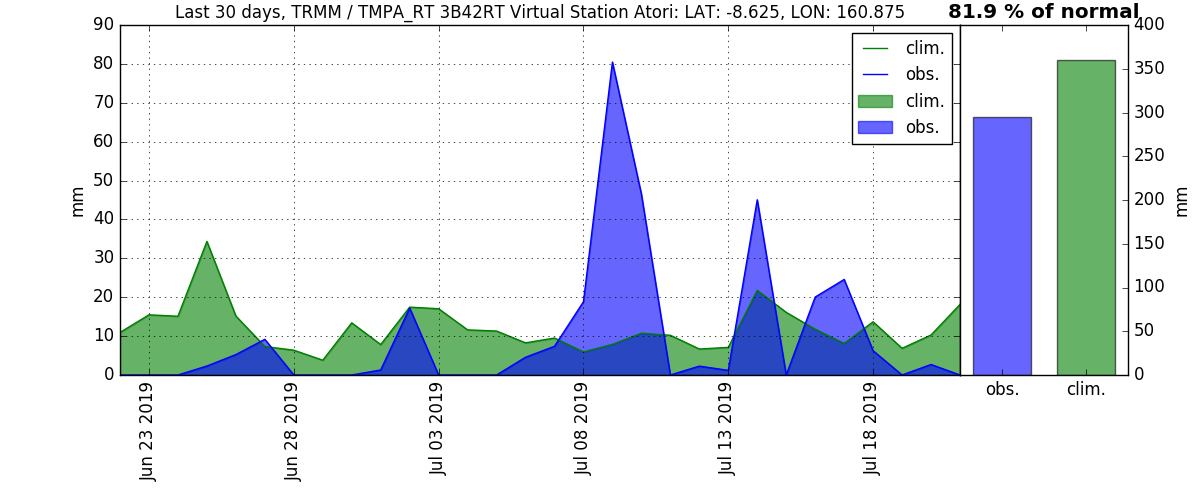 Last 30 days, TRMM / TMPA_RT 3B42RT Virtual Station Atori: LAT: -8.625, LON: 160.875
81.9 % of normal
90
80
70
60
50
40
30
20
10
0
mm
clim.
obs.
clim.
obs.
Jun 23 2019
Jun 28 2019
Jul 03 2019
Jul 08 2019
Jul 13 2019
Jul 18 2019
400
350
300
250
200
150
100
50
0
mm
obs.
clim.